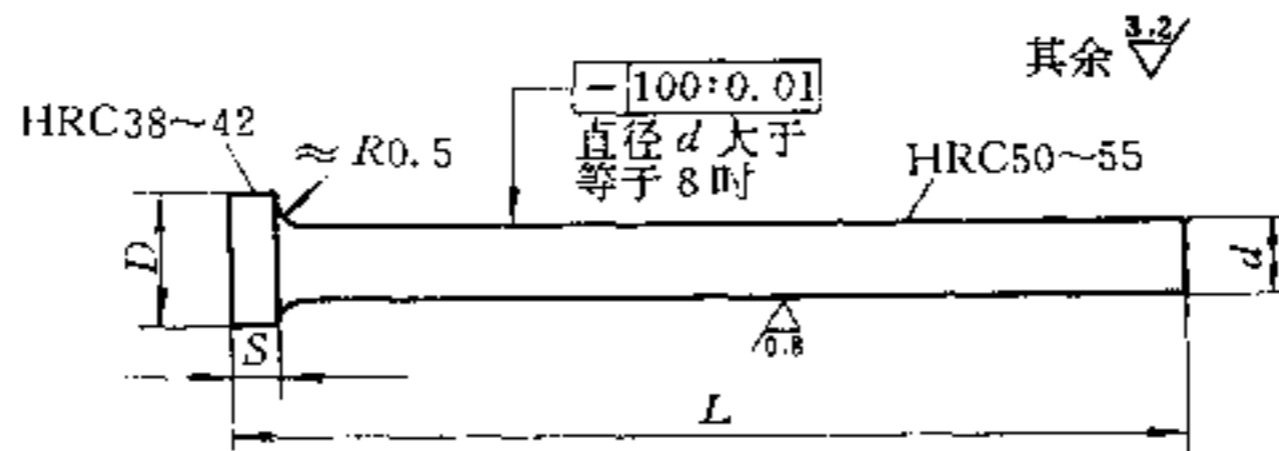 其余 3.2
— 100:0.01
HRC38~42
≈R0.5
直径 d 大于
等于 8 时
HRC50~55
D
d
0.8
S
L